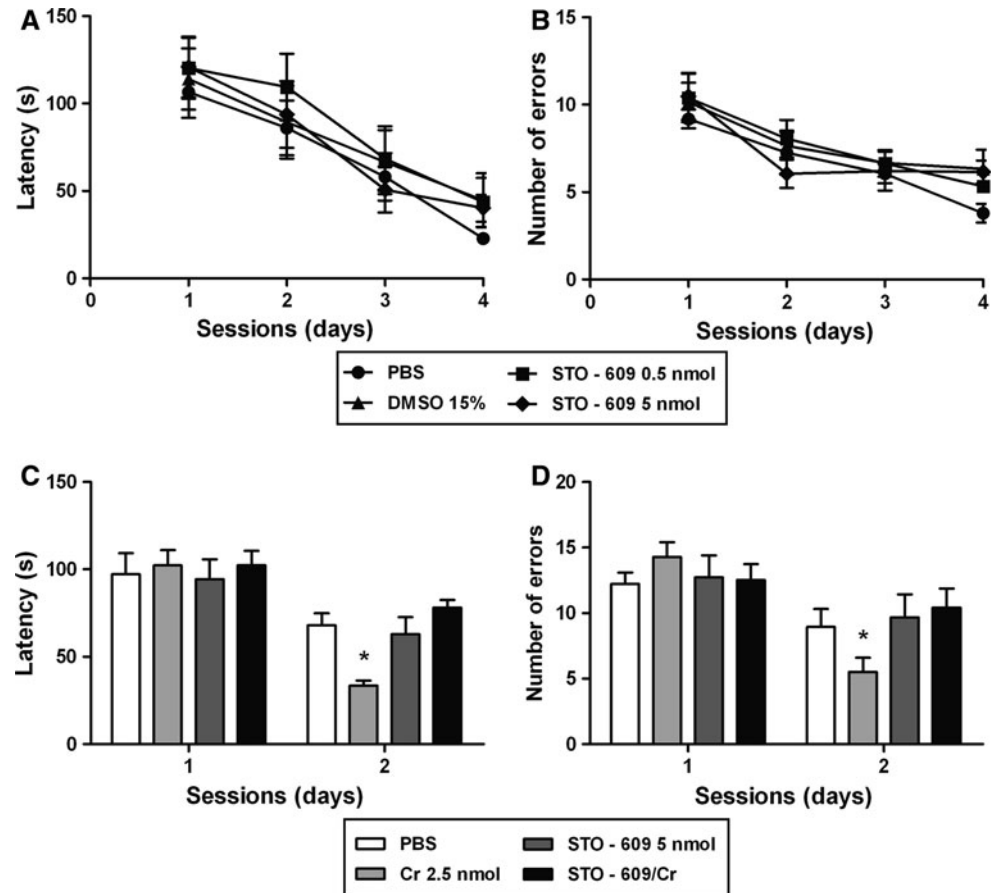 A
B
150
100
50
0
Latency (s)
0 1 2 3 4
Sessions (days)
15
10
5
0
Number of errors
0 1 2 3 4
Sessions (days)
PBS
STO - 609 0.5 nmol
DMSO 15%
STO - 609 5 nmol
C
D
150
100
50
0
Latency (s)
*
1 2
Sessions (days)
20
15
10
5
0
Number of errors
*
1 2
Sessions (days)
PBS
STO - 609 5 nmol
Cr 2.5 nmol
STO - 609/Cr